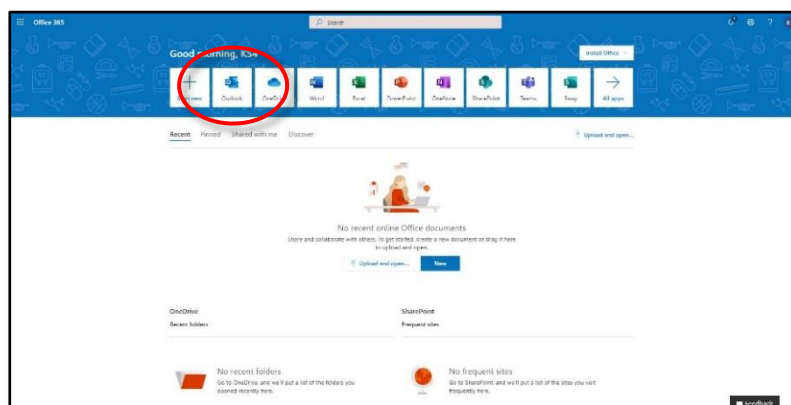 Office 365
Search
?
Good morning, KS4
Install Office
Outlook
OneDrive
Word
Excel
PowerPoint
OneNote
SharePoint
Teams
Sway
All apps
Recent Pinned Shared with me Discover
Upload and open...
No recent online Office documents
Share and collaborate with others. To get started, create a new document or drag it here
to upload and open.
Upload and open... New
OneDrive
Recent folders
SharePoint
Frequent sites
No recent folders
Go to OneDrive, and we'll put a list of the folders you
opened recently here.
No frequent sites
Go to SharePoint, and we'll put a list of the sites you visit
frequently here.
Feedback